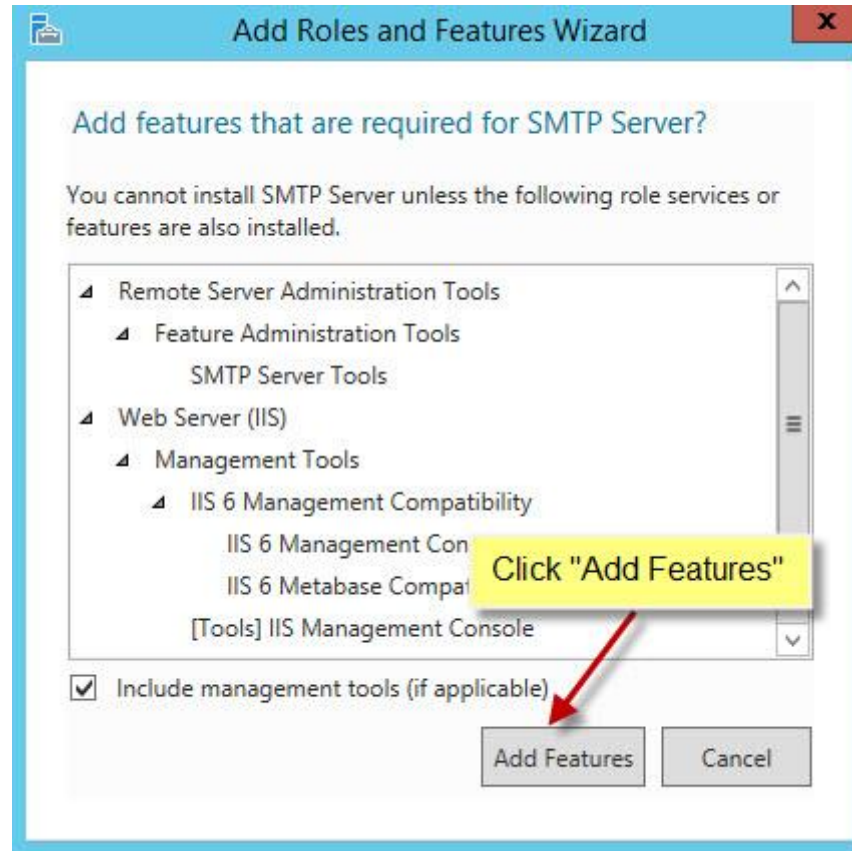 Add Roles and Features Wizard
x
Add features that are required for SMTP Server?
You cannot install SMTP Server unless the following role services or
features are also installed.
Remote Server Administration Tools
Feature Administration Tools
SMTP Server Tools
Web Server (IIS)
Management Tools
IIS 6 Management Compatibility
IIS 6 Management Con
IIS 6 Metabase Compat
Click "Add Features"
[Tools] IIS Management Console
Include management tools (if applicable)
Add Features Cancel